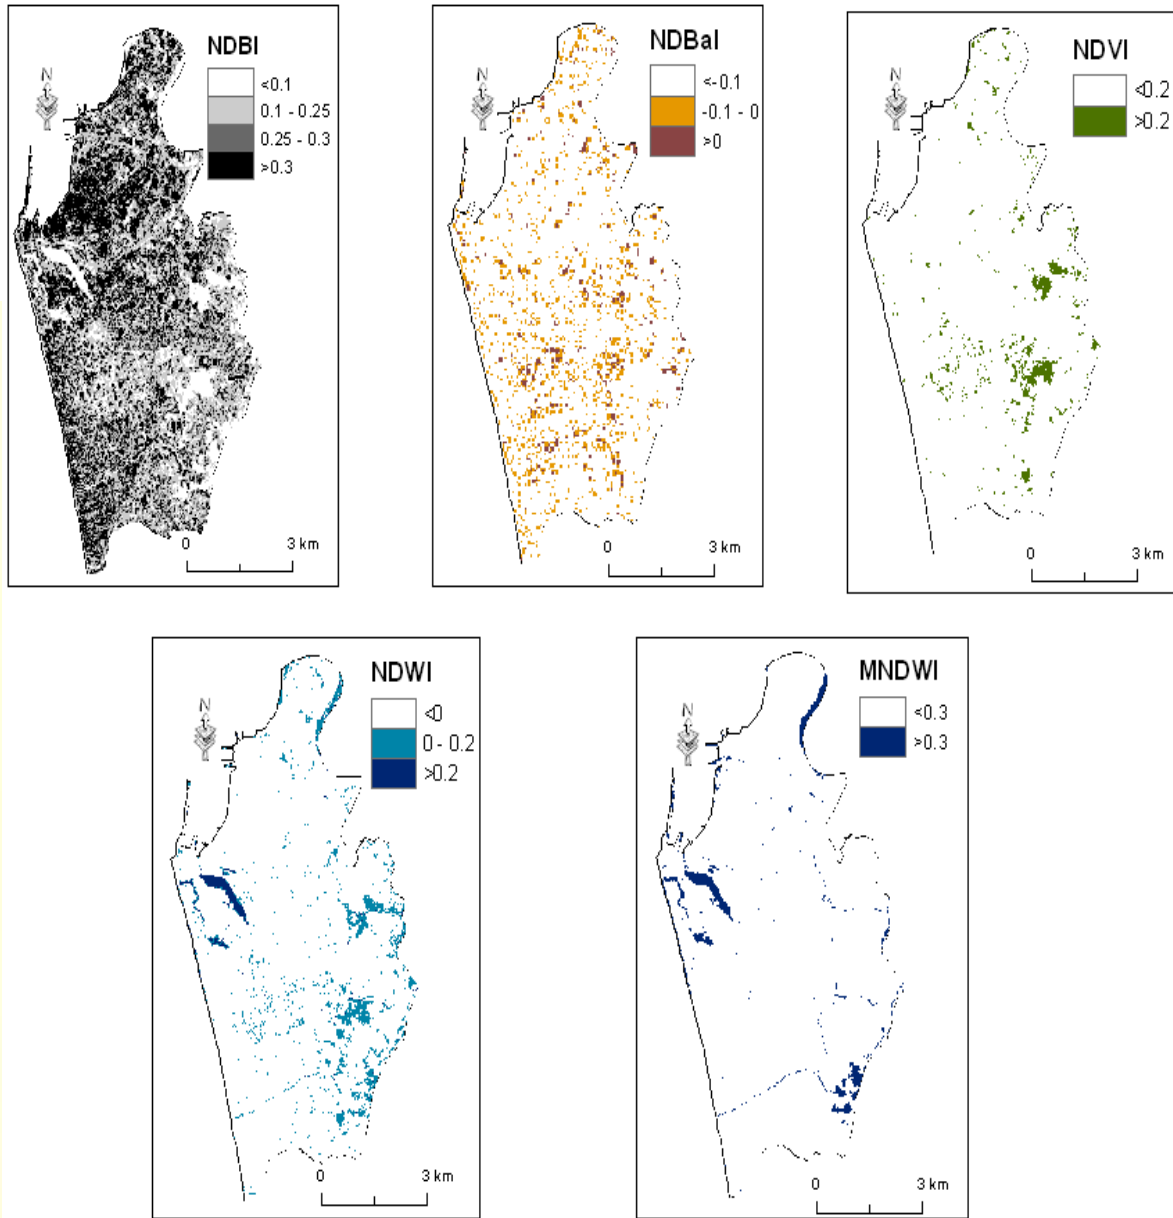 NDBI
N
<0.1
0.1 - 0.25
0.25 - 0.3
>0.3
0 3 km
NDBaI
N
<-0.1
-0.1 - 0
>0
0 3 km
NDVI
N
<0.2
>0.2
0 3 km
NDWI
N
<0
0 - 0.2
>0.2
0 3 km
MNDWI
N
<0.3
>0.3
0 3 km